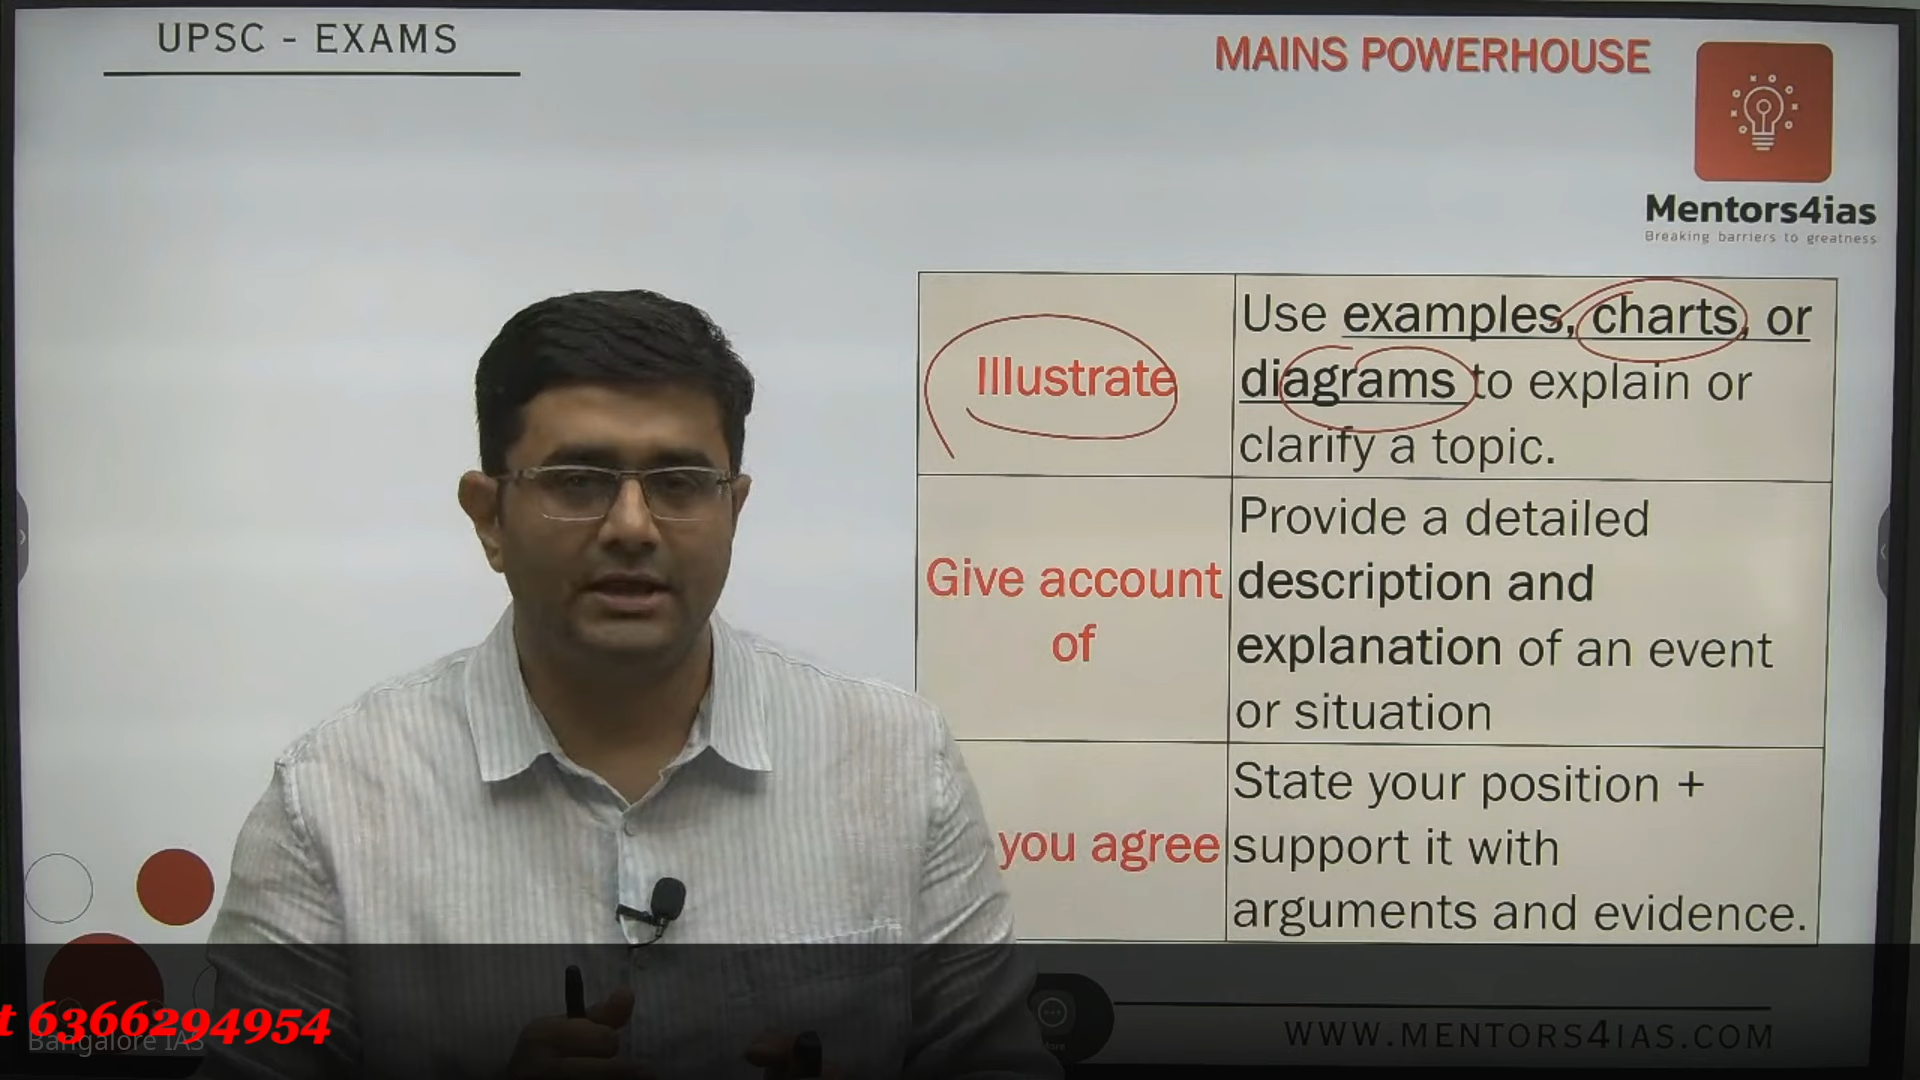 UPSC - EXAMS
MAINS POWERHOUSE
Mentors4ias
Breaking barriers to greatness
Illustrate
Use examples, charts, or
diagrams to explain or
clarify a topic.
Give account
of
Provide a detailed
description and
explanation of an event
or situation
you agree
State your position +
support it with
arguments and evidence.
t 6366294954
Bangalore IAS
WWW.MENTORS4IAS.COM